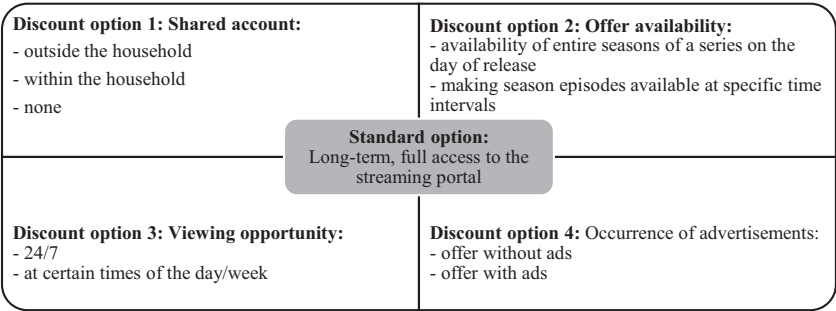 Discount option 1: Shared account:
- outside the household
- within the household
- none
Discount option 2: Offer availability:
- availability of entire seasons of a series on the
day of release
- making season episodes available at specific time
intervals
Standard option:
Long-term, full access to the
streaming portal
Discount option 3: Viewing opportunity:
- 24/7
- at certain times of the day/week
Discount option 4: Occurrence of advertisements:
- offer without ads
- offer with ads